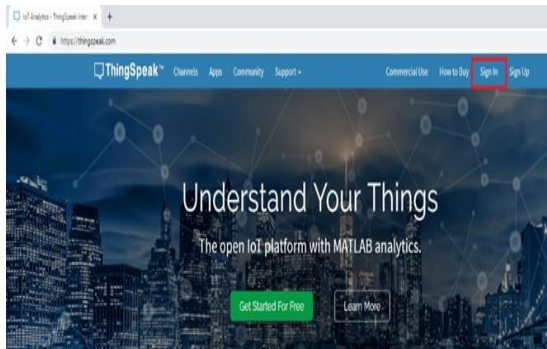 IoT Analytics - ThingSpeak Inter
https://thingspeak.com
ThingSpeak™ Channels Apps Community Support Commercial Use How to Buy Sign In Sign Up
Understand Your Things
The open IoT platform with MATLAB analytics.
Get Started For Free Learn More